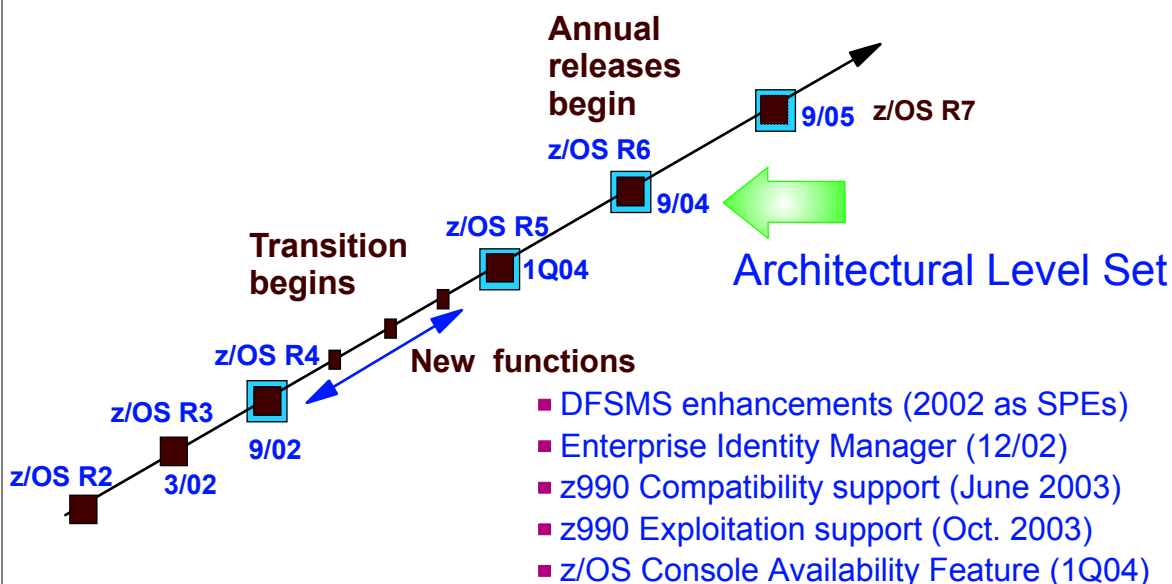 Annual
releases
begin
9/05 z/OS R7
z/OS R6
9/04
z/OS R5
Transition
begins
1Q04
Architectural Level Set
z/OS R4
New functions
z/OS R3
9/02
z/OS R2
3/02
DFSMS enhancements (2002 as SPEs)
Enterprise Identity Manager (12/02)
z990 Compatibility support (June 2003)
z990 Exploitation support (Oct. 2003)
z/OS Console Availability Feature (1Q04)